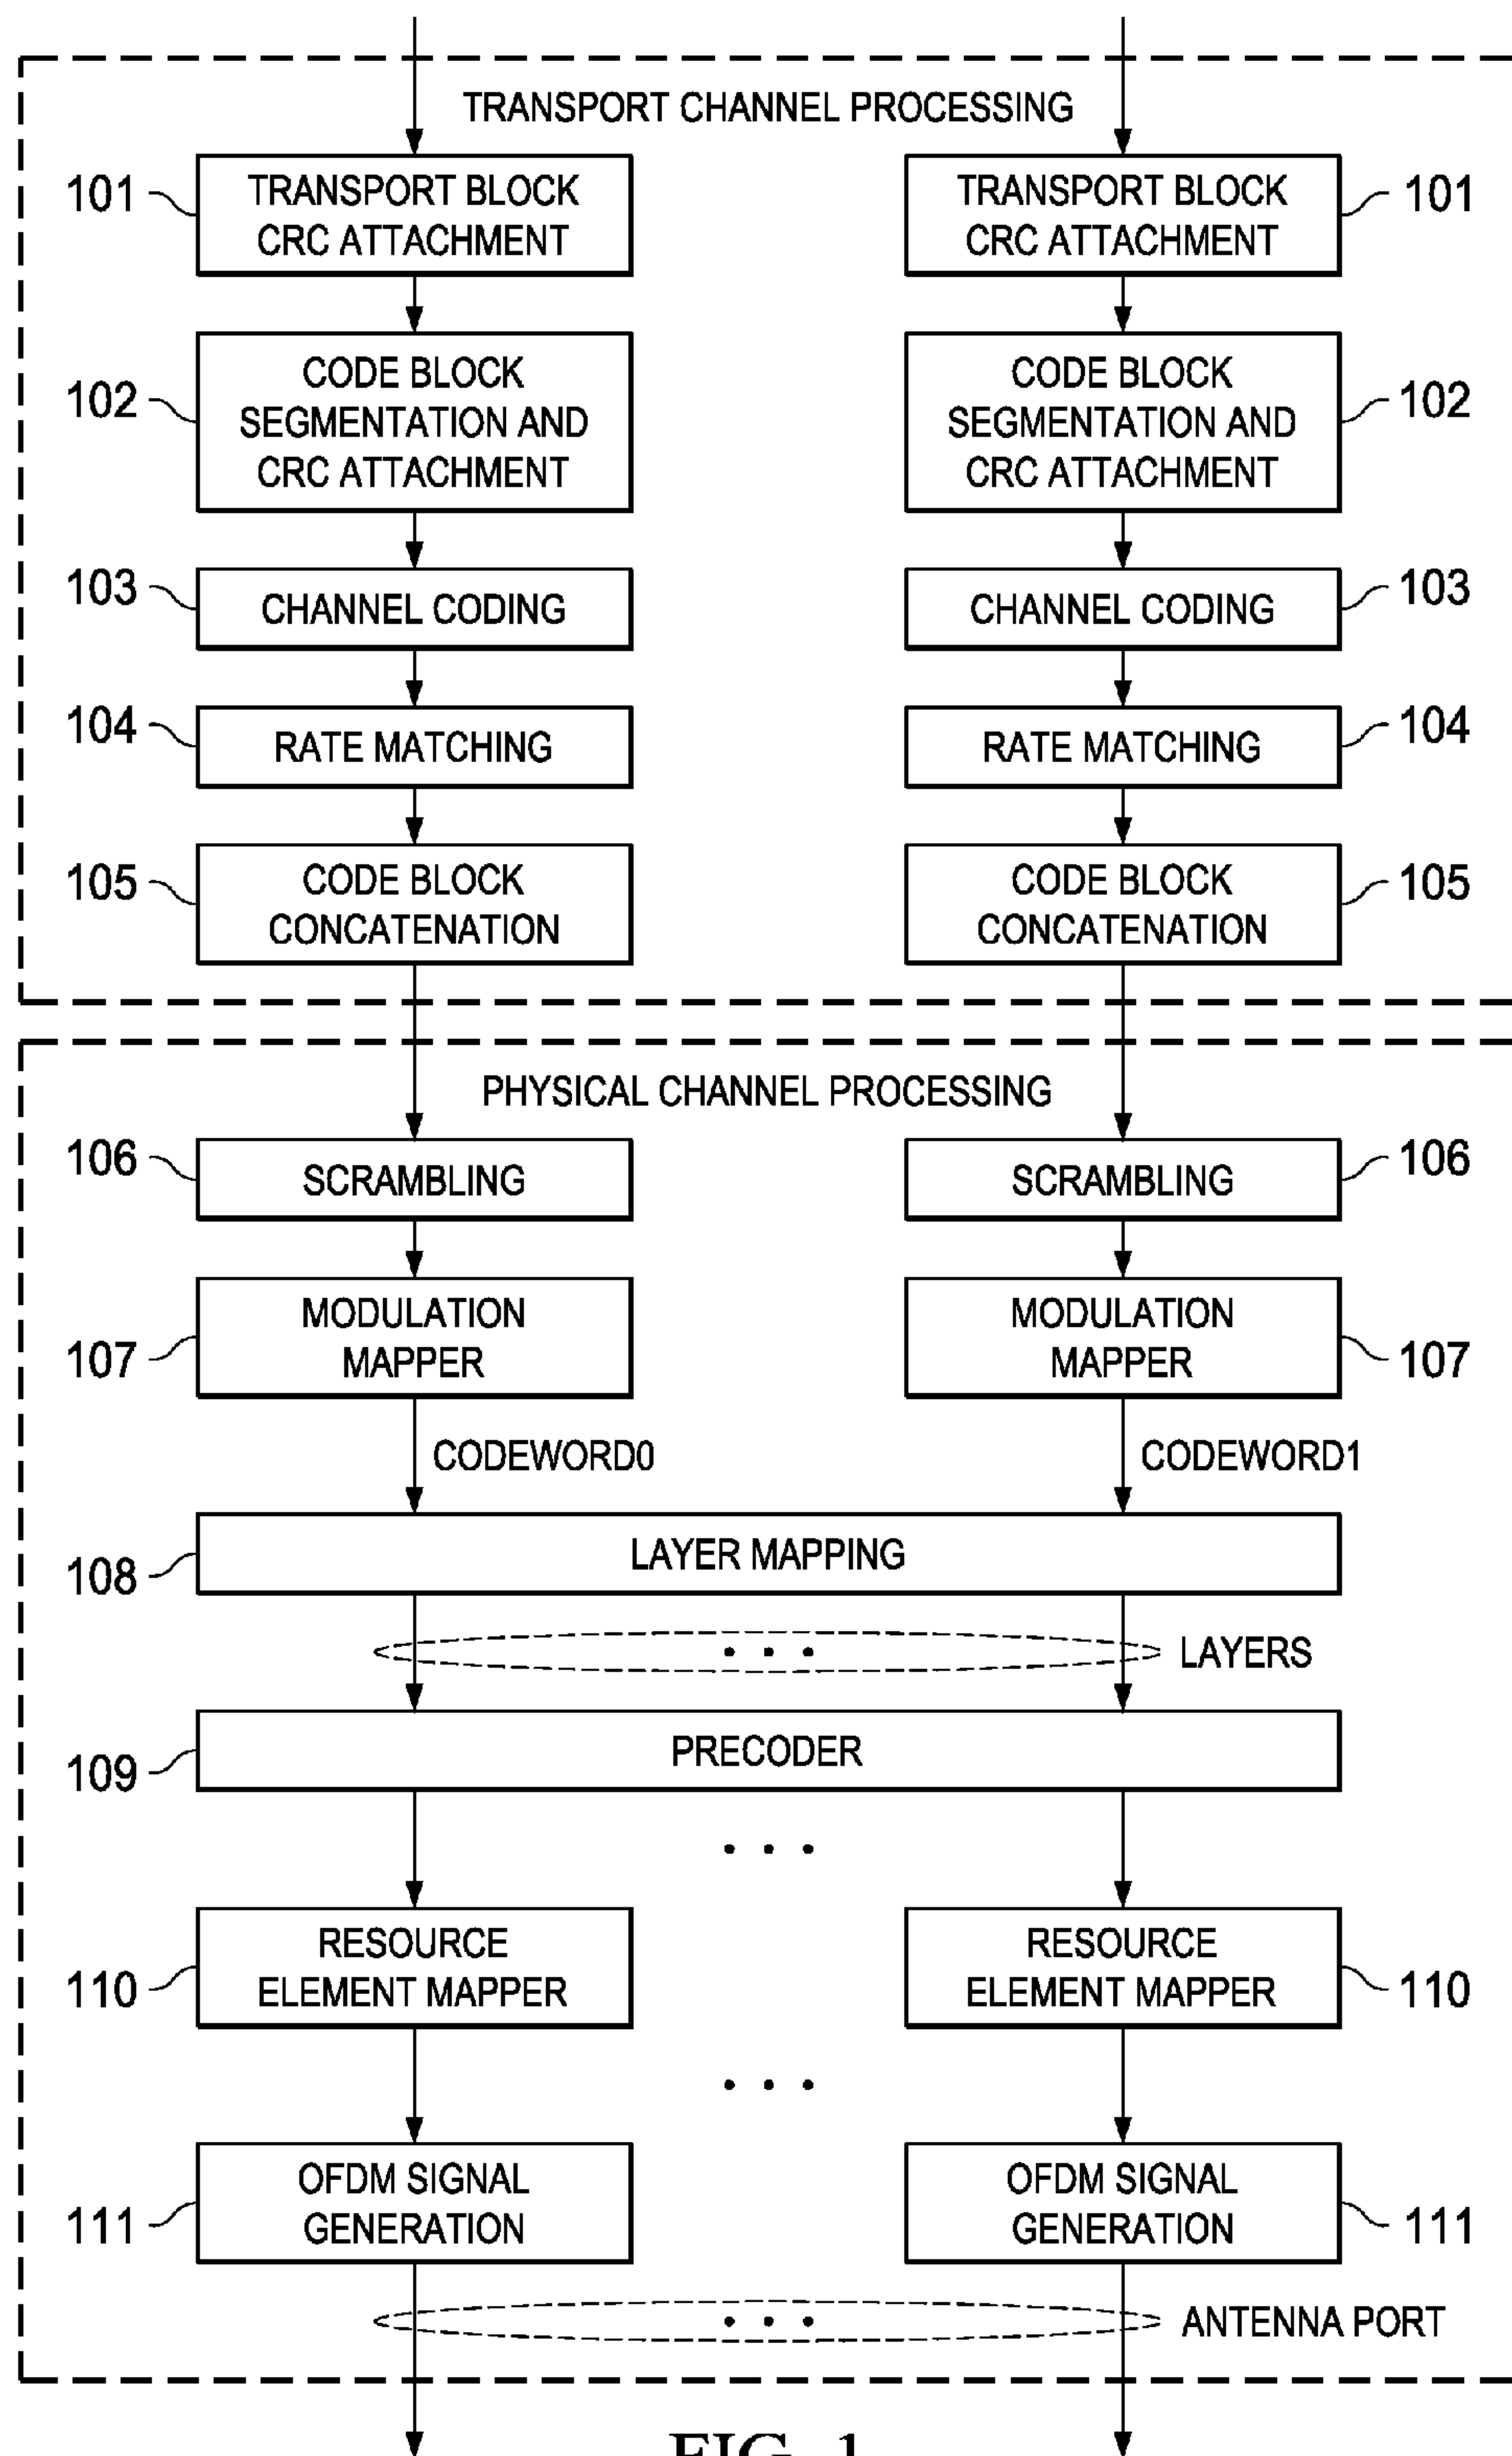 TRANSPORT CHANNEL PROCESSING
101
TRANSPORT BLOCK
CRC ATTACHMENT
TRANSPORT BLOCK
CRC ATTACHMENT
101
102
CODE BLOCK
SEGMENTATION AND
CRC ATTACHMENT
CODE BLOCK
SEGMENTATION AND
CRC ATTACHMENT
102
103
CHANNEL CODING
CHANNEL CODING
103
104
RATE MATCHING
RATE MATCHING
104
105
CODE BLOCK
CONCATENATION
CODE BLOCK
CONCATENATION
105
PHYSICAL CHANNEL PROCESSING
106
SCRAMBLING
SCRAMBLING
106
107
MODULATION
MAPPER
MODULATION
MAPPER
107
CODEWORD0
CODEWORD1
108
LAYER MAPPING
LAYERS
109
PRECODER
110
RESOURCE
ELEMENT MAPPER
RESOURCE
ELEMENT MAPPER
110
111
OFDM SIGNAL
GENERATION
OFDM SIGNAL
GENERATION
111
ANTENNA PORT
FIG. 1